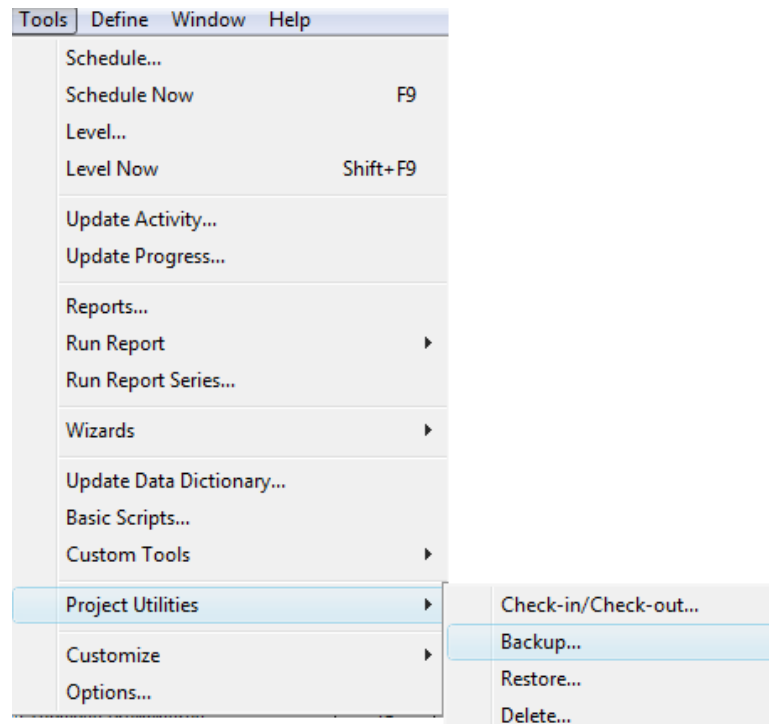 Tools Define Window Help
Schedule...
Schedule Now F9
Level...
Level Now Shift+F9
Update Activity...
Update Progress...
Reports...
Run Report
Run Report Series...
Wizards
Update Data Dictionary...
Basic Scripts...
Custom Tools
Project Utilities
Check-in/Check-out...
Backup...
Customize
Restore...
Options...
Delete...